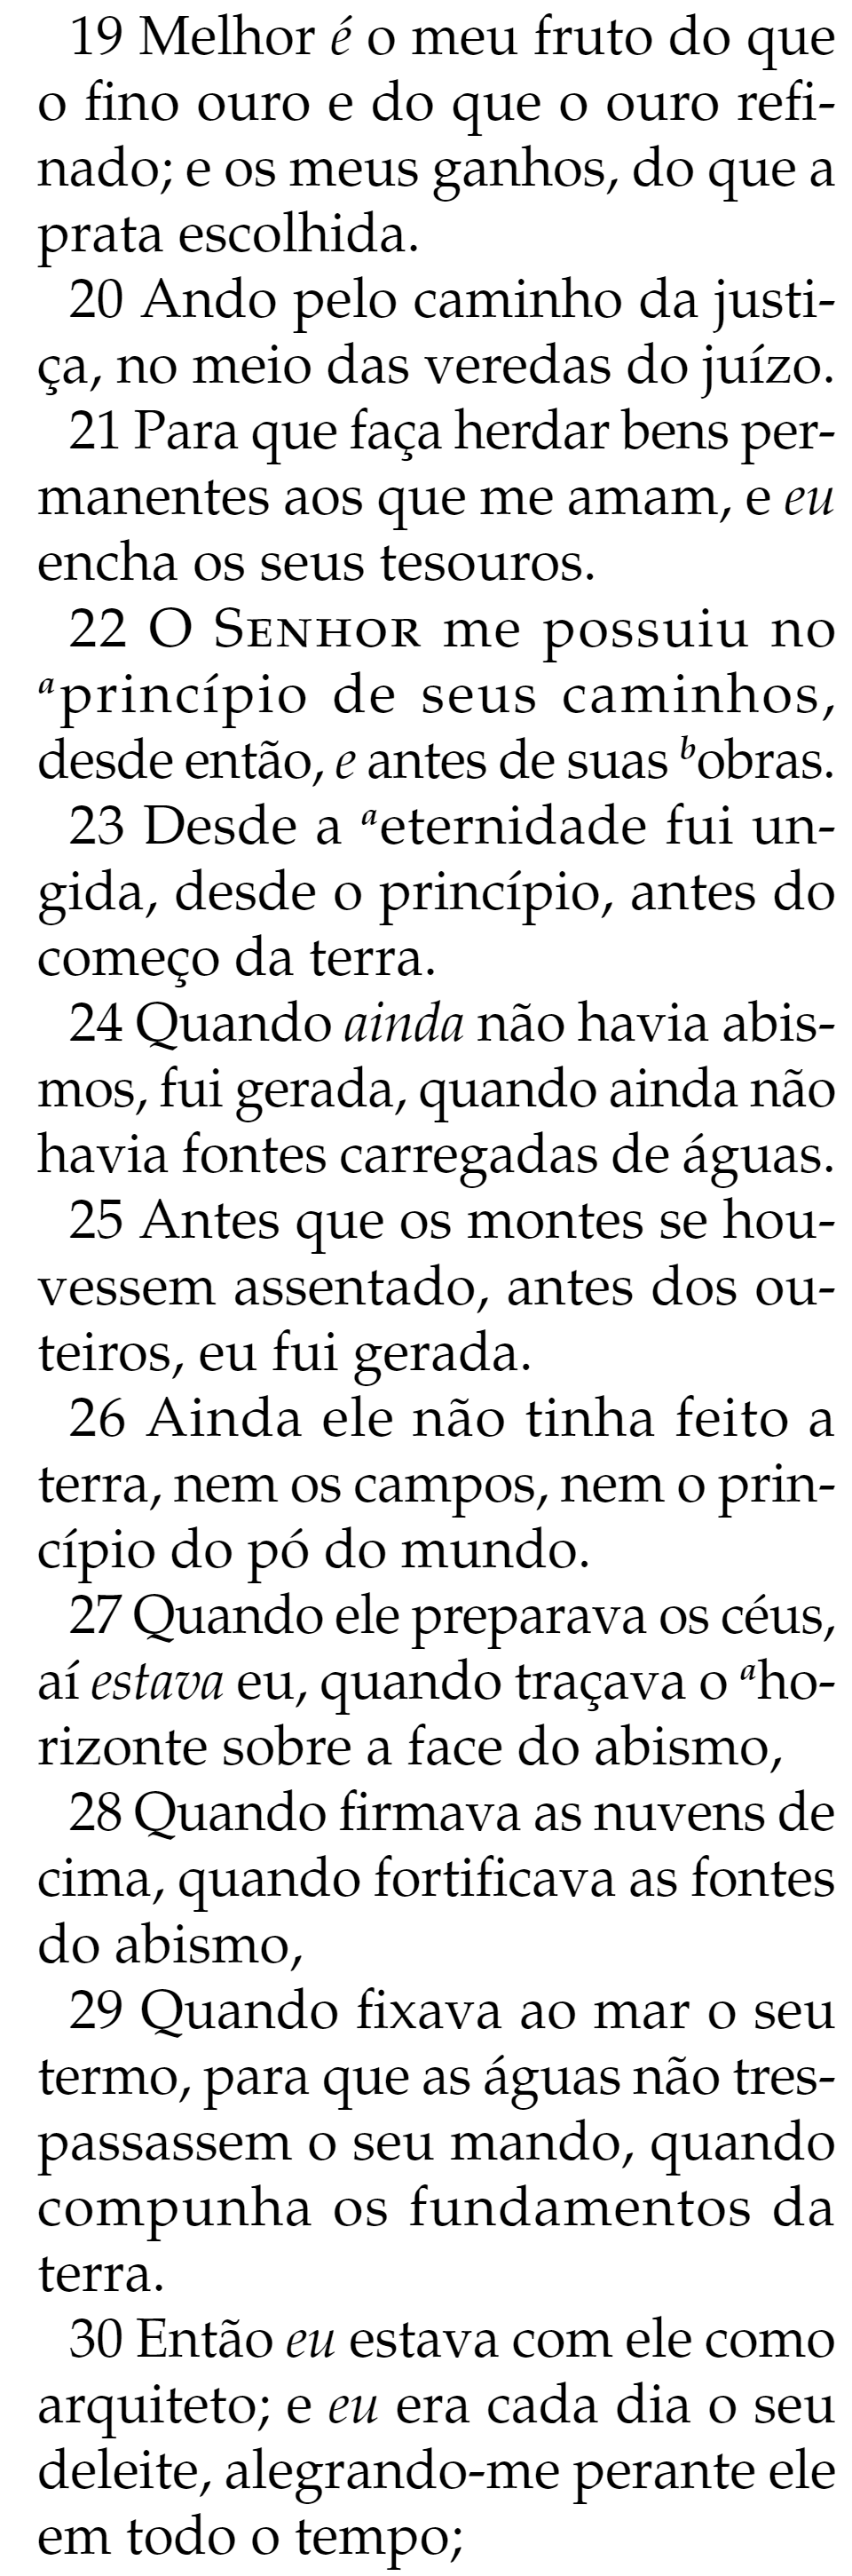 19 Melhor é o meu fruto do que
o fino ouro e do que o ouro refi-
nado; e os meus ganhos, do que a
prata escolhida.
20 Ando pelo caminho da justi-
ça, no meio das veredas do juízo.
21 Para que faça herdar bens per-
manentes aos que me amam, e eu
encha os seus tesouros.
22 O SENHOR me possuiu no
aprincípio de seus caminhos,
desde então, e antes de suas bobras.
23 Desde a aeternidade fui un-
gida, desde o princípio, antes do
começo da terra.
24 Quando ainda não havia abis-
mos, fui gerada, quando ainda não
havia fontes carregadas de águas.
25 Antes que os montes se hou-
vessem assentado, antes dos ou-
teiros, eu fui gerada.
26 Ainda ele não tinha feito a
terra, nem os campos, nem o prin-
cípio do pó do mundo.
27 Quando ele preparava os céus,
aí estava eu, quando traçava o aho-
rizonte sobre a face do abismo,
28 Quando firmava as nuvens de
cima, quando fortificava as fontes
do abismo,
29 Quando fixava ao mar o seu
termo, para que as águas não tres-
passassem o seu mando, quando
compunha os fundamentos da
terra.
30 Então eu estava com ele como
arquiteto; e eu era cada dia o seu
deleite, alegrando-me perante ele
em todo o tempo;